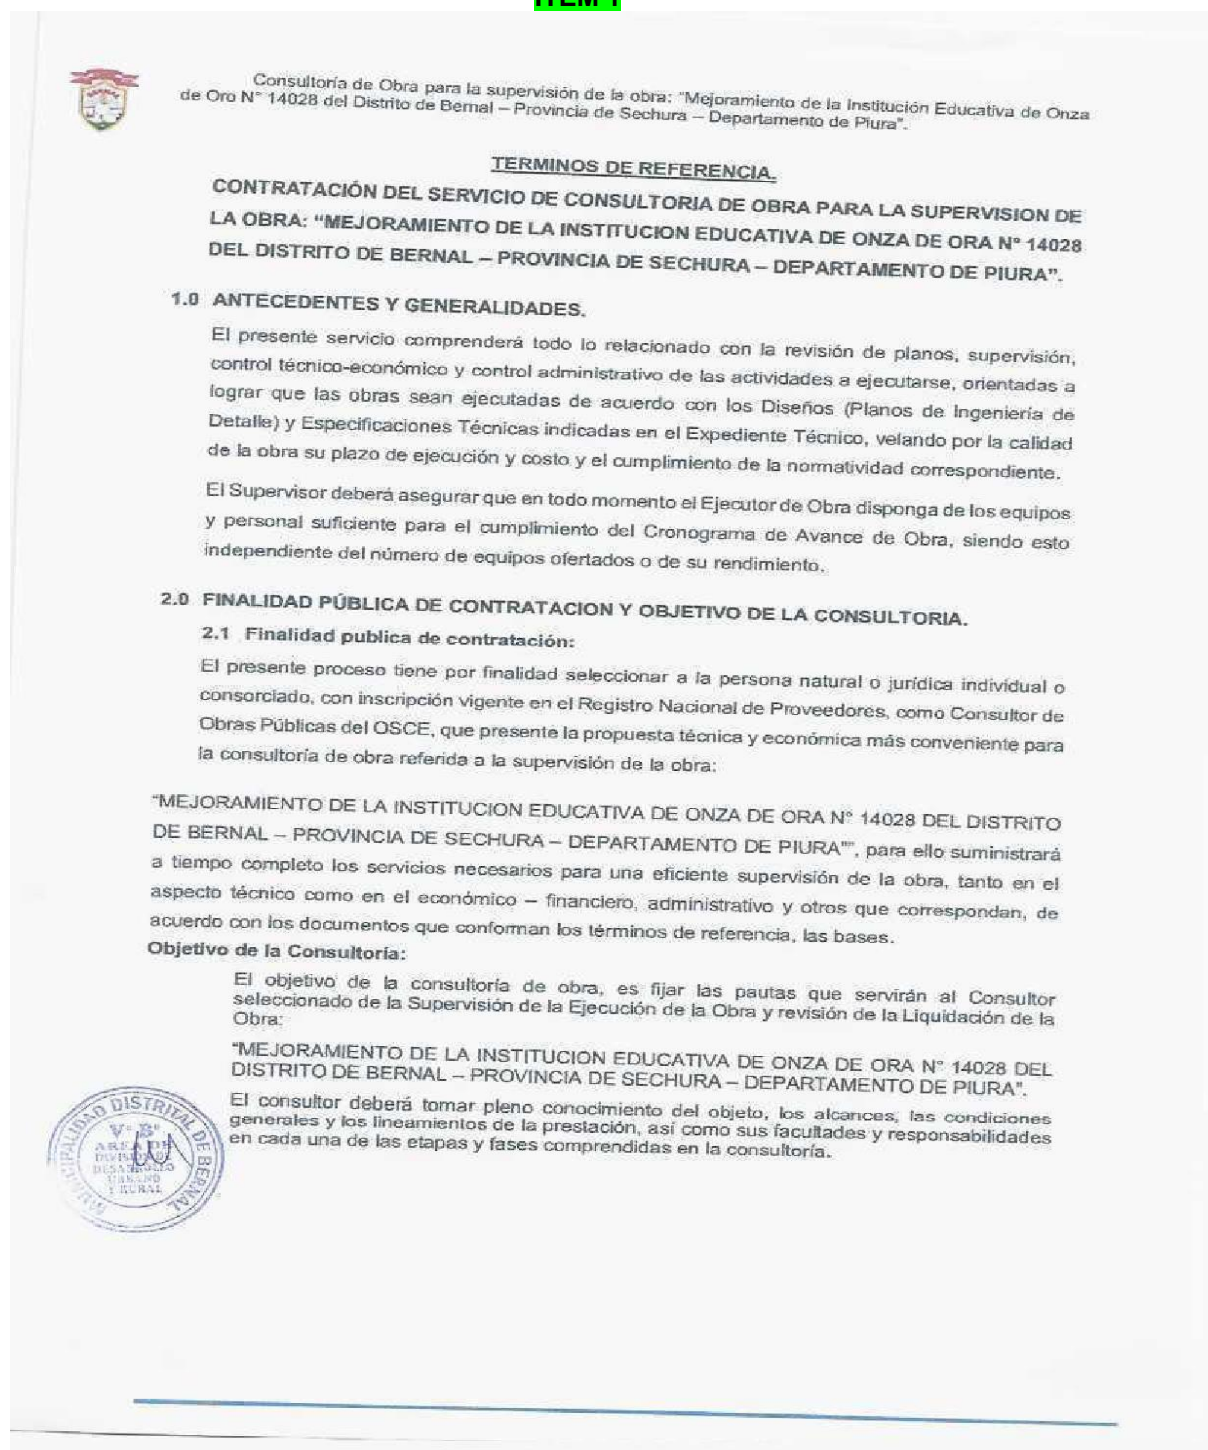 ITEM 1
Consultoría de Obra para la supervisión de la obra: "Mejoramiento de la Institución Educativa de Onza
de Oro N° 14028 del Distrito de Bernal – Provincia de Sechura – Departamento de Piura".
TERMINOS DE REFERENCIA.
CONTRATACIÓN DEL SERVICIO DE CONSULTORIA DE OBRA PARA LA SUPERVISION DE
LA OBRA: "MEJORAMIENTO DE LA INSTITUCION EDUCATIVA DE ONZA DE ORA N° 14028
DEL DISTRITO DE BERNAL – PROVINCIA DE SECHURA – DEPARTAMENTO DE PIURA".
1.0 ANTECEDENTES Y GENERALIDADES.
El presente servicio comprenderá todo lo relacionado con la revisión de planos, supervisión,
control técnico-económico y control administrativo de las actividades a ejecutarse, orientadas a
lograr que las obras sean ejecutadas de acuerdo con los Diseños (Planos de Ingeniería de
Detalle) y Especificaciones Técnicas indicadas en el Expediente Técnico, velando por la calidad
de la obra su plazo de ejecución y costo y el cumplimiento de la normatividad correspondiente.
El Supervisor deberá asegurar que en todo momento el Ejecutor de Obra disponga de los equipos
y personal suficiente para el cumplimiento del Cronograma de Avance de Obra, siendo esto
independiente del número de equipos ofertados o de su rendimiento.
2.0 FINALIDAD PÚBLICA DE CONTRATACION Y OBJETIVO DE LA CONSULTORIA.
2.1 Finalidad publica de contratación:
El presente proceso tiene por finalidad seleccionar a la persona natural o jurídica individual o
consorciado, con inscripción vigente en el Registro Nacional de Proveedores, como Consultor de
Obras Públicas del OSCE, que presente la propuesta técnica y económica más conveniente para
la consultoría de obra referida a la supervisión de la obra:
"MEJORAMIENTO DE LA INSTITUCION EDUCATIVA DE ONZA DE ORA N° 14028 DEL DISTRITO
DE BERNAL – PROVINCIA DE SECHURA – DEPARTAMENTO DE PIURA"", para ello suministrará
a tiempo completo los servicios necesarios para una eficiente supervisión de la obra, tanto en el
aspecto técnico como en el económico – financiero, administrativo y otros que correspondan, de
acuerdo con los documentos que conforman los términos de referencia, las bases.
Objetivo de la Consultoría:
El objetivo de la consultoría de obra, es fijar las pautas que servirán al Consultor
seleccionado de la Supervisión de la Ejecución de la Obra y revisión de la Liquidación de la
Obra:
"MEJORAMIENTO DE LA INSTITUCION EDUCATIVA DE ONZA DE ORA N° 14028 DEL
DISTRITO DE BERNAL – PROVINCIA DE SECHURA – DEPARTAMENTO DE PIURA".
El consultor deberá tomar pleno conocimiento del objeto, los alcances, las condiciones
generales y los lineamientos de la prestación, así como sus facultades y responsabilidades
en cada una de las etapas y fases comprendidas en la consultoría.
MUNICIPALIDAD DISTRITAL DE BERNAL
V° B°
AREA DE
DIVISION DE
DESARROLLO
URBANO
Y RURAL